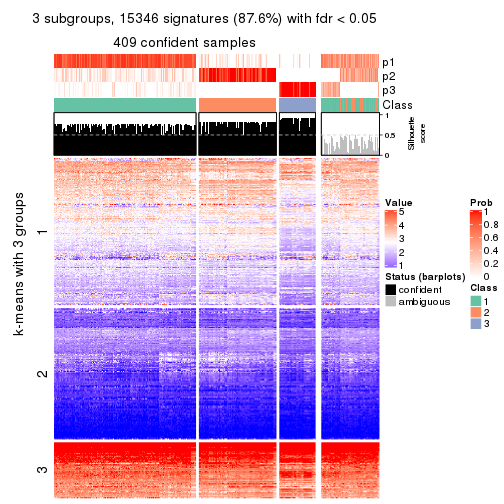 3 subgroups, 15346 signatures (87.6%) with fdr < 0.05
409 confident samples
p1
p2
p3
Class
1
0.5
0
Silhouette
score
k-means with 3 groups
1
2
3
Value
5
4
3
2
1
Status (barplots)
confident
ambiguous
Prob
1
0.8
0.6
0.4
0.2
0
Class
1
2
3